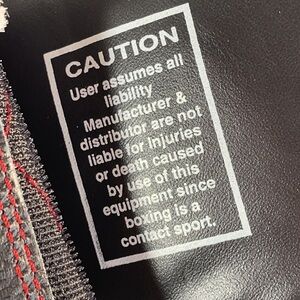 CAUTION
User assumes all
liability
Manufacturer &
distributor are not
liable for injuries
or death caused
by use of this
equipment since
boxing is a
contact sport.